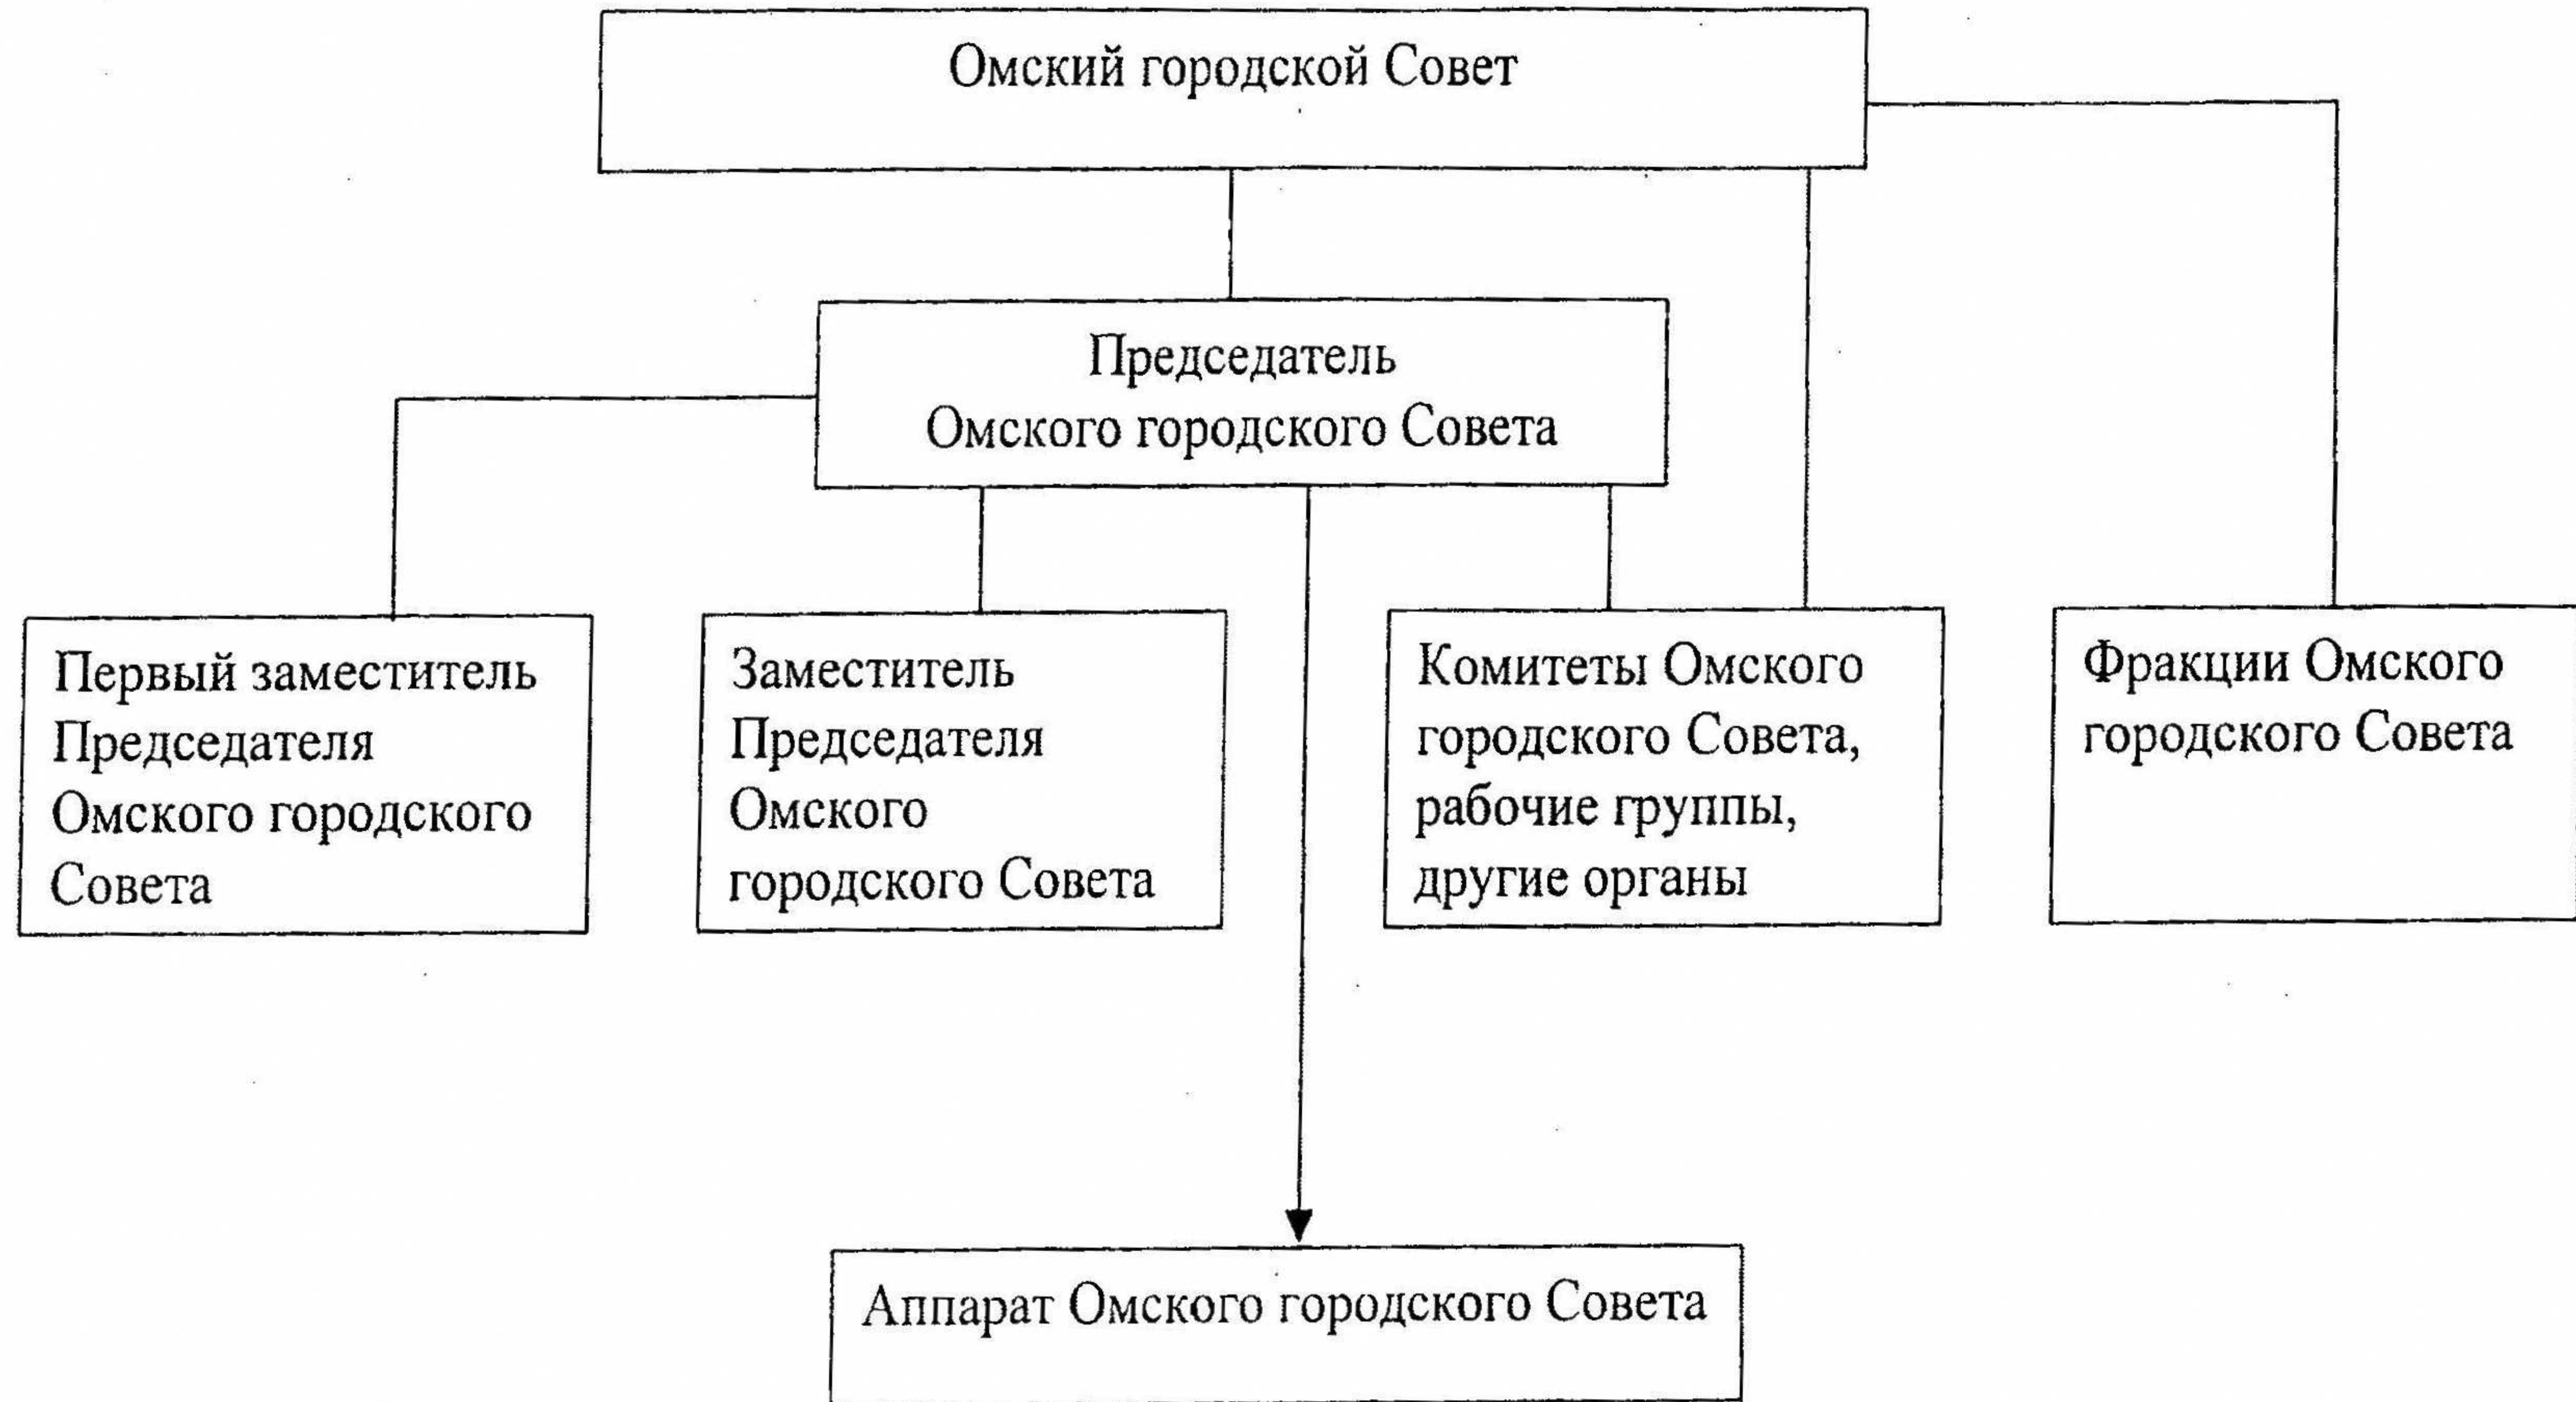 Омский городской Совет
Председатель
Омского городского Совета
Первый заместитель
Председателя
Омского городского
Совета
Заместитель
Председателя
Омского
городского Совета
Комитеты Омского
городского Совета,
рабочие группы,
другие органы
Фракции Омского
городского Совета
Аппарат Омского городского Совета